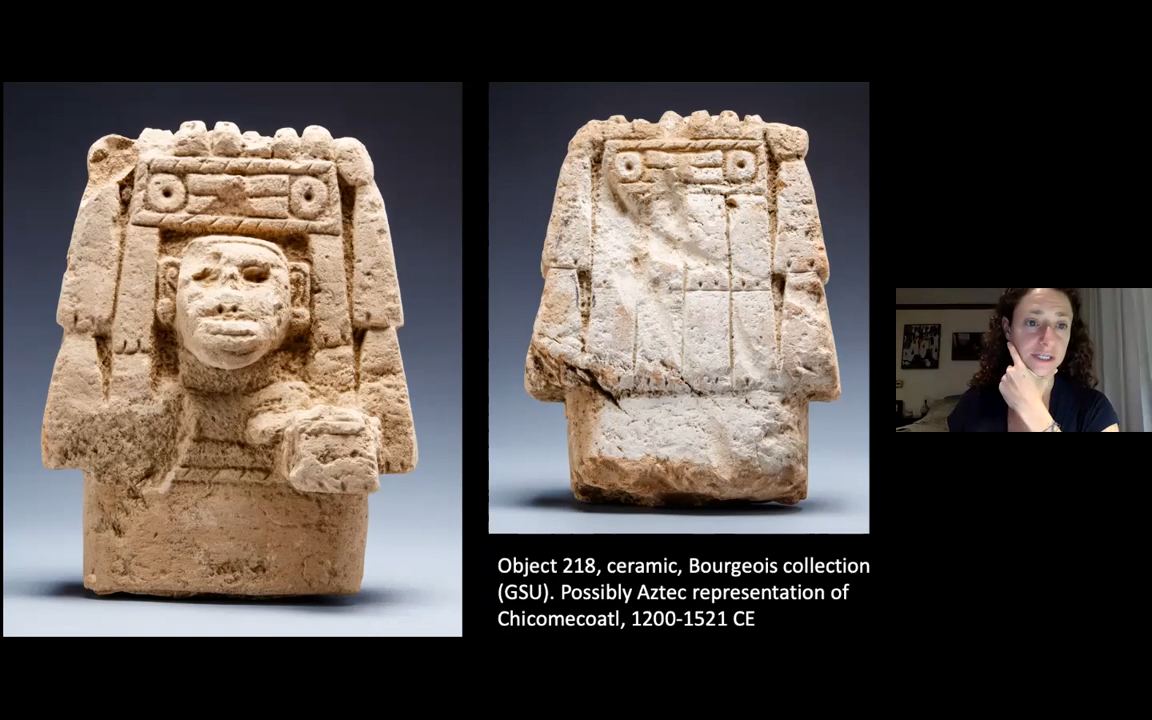 Object 218, ceramic, Bourgeois collection
(GSU). Possibly Aztec representation of
Chicomecoatl, 1200-1521 CE